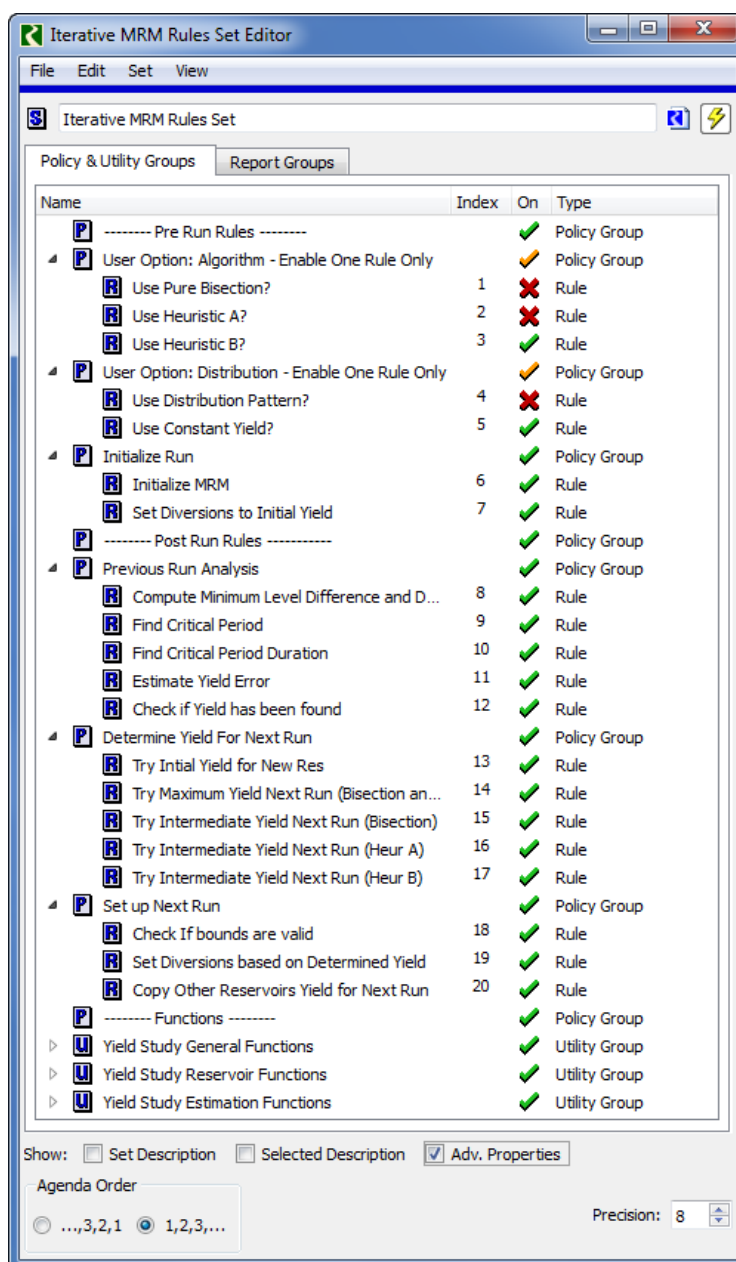 Iterative MRM Rules Set Editor
File Edit Set View
S Iterative MRM Rules Set
Policy & Utility Groups Report Groups
Name Index On Type
P -------- Pre Run Rules -------- Policy Group
P User Option: Algorithm - Enable One Rule Only Policy Group
R Use Pure Bisection? 1 Rule
R Use Heuristic A? 2 Rule
R Use Heuristic B? 3 Rule
P User Option: Distribution - Enable One Rule Only Policy Group
R Use Distribution Pattern? 4 Rule
R Use Constant Yield? 5 Rule
P Initialize Run Policy Group
R Initialize MRM 6 Rule
R Set Diversions to Initial Yield 7 Rule
P -------- Post Run Rules ----------- Policy Group
P Previous Run Analysis Policy Group
R Compute Minimum Level Difference and D... 8 Rule
R Find Critical Period 9 Rule
R Find Critical Period Duration 10 Rule
R Estimate Yield Error 11 Rule
R Check if Yield has been found 12 Rule
P Determine Yield For Next Run Policy Group
R Try Intial Yield for New Res 13 Rule
R Try Maximum Yield Next Run (Bisection an... 14 Rule
R Try Intermediate Yield Next Run (Bisection) 15 Rule
R Try Intermediate Yield Next Run (Heur A) 16 Rule
R Try Intermediate Yield Next Run (Heur B) 17 Rule
P Set up Next Run Policy Group
R Check If bounds are valid 18 Rule
R Set Diversions based on Determined Yield 19 Rule
R Copy Other Reservoirs Yield for Next Run 20 Rule
P -------- Functions -------- Policy Group
U Yield Study General Functions Utility Group
U Yield Study Reservoir Functions Utility Group
U Yield Study Estimation Functions Utility Group
Show: Set Description Selected Description Adv. Properties
Agenda Order
...,3,2,1 1,2,3,... Precision: 8